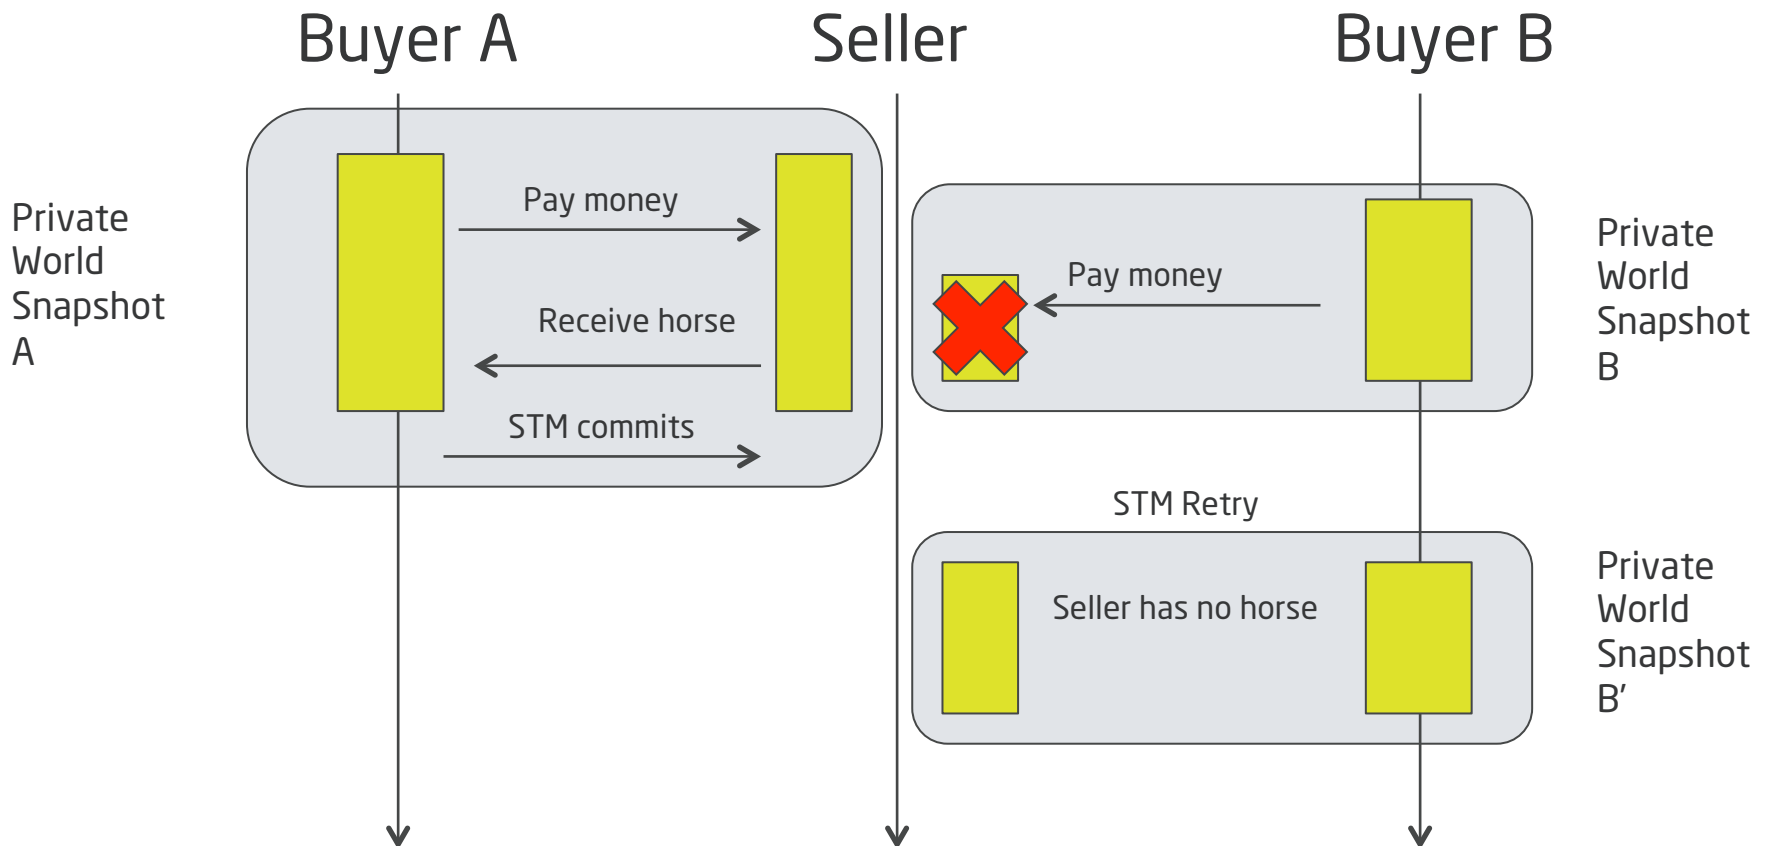 Buyer A
Seller
Buyer B
Private
World
Snapshot
A
Pay money
Receive horse
STM commits
Pay money
Private
World
Snapshot
B
STM Retry
Seller has no horse
Private
World
Snapshot
B’